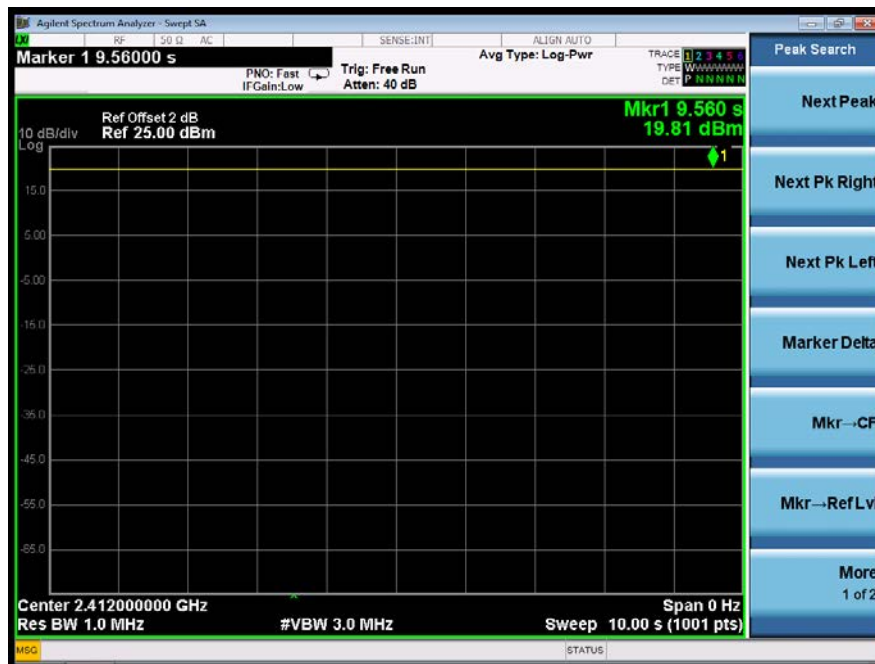 Agilent Spectrum Analyzer - Swept SA
LXI RF 50 Ω AC SENSE:INT ALIGN AUTO
Marker 1 9.56000 s
PNO: Fast
IFGain:Low
Trig: Free Run
Atten: 40 dB
Avg Type: Log-Pwr
TRACE 1 2 3 4 5 6
TYPE WWWWWW
DET P N N N N N
Ref Offset 2 dB
Ref 25.00 dBm
10 dB/div
Log
Mkr1 9.560 s
19.81 dBm
1
15.0
5.00
-5.00
-15.0
-25.0
-35.0
-45.0
-55.0
-65.0
Center 2.412000000 GHz
Span 0 Hz
Res BW 1.0 MHz
#VBW 3.0 MHz
Sweep 10.00 s (1001 pts)
MSG
STATUS
Peak Search
Next Peak
Next Pk Right
Next Pk Left
Marker Delta
Mkr→CF
Mkr→Ref Lvl
More
1 of 2